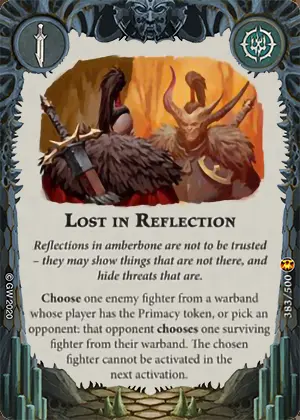 LOST IN REFLECTION
Reflections in amberbone are not to be trusted
– they may show things that are not there, and
hide threats that are.
Choose one enemy fighter from a warband
whose player has the Primacy token, or pick an
opponent: that opponent chooses one surviving
fighter from their warband. The chosen
fighter cannot be activated in the
next activation.
© GW 2020
383/500